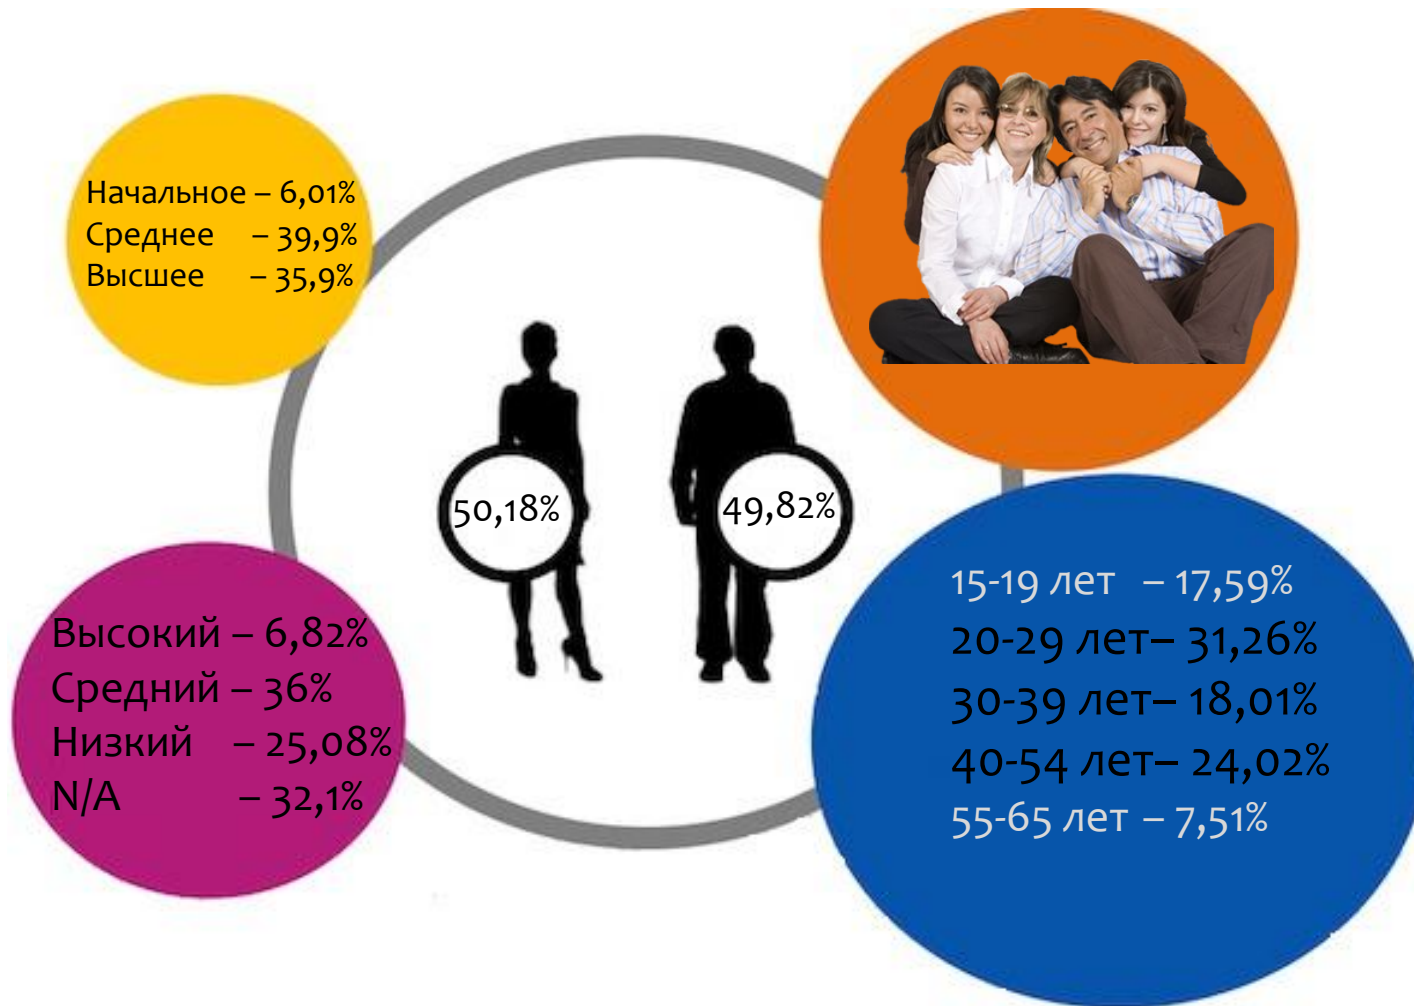 Начальное – 6,01%
Среднее – 39,9%
Высшее – 35,9%
50,18%
49,82%
Высокий – 6,82%
Средний – 36%
Низкий – 25,08%
N/A – 32,1%
15-19 лет – 17,59%
20-29 лет– 31,26%
30-39 лет– 18,01%
40-54 лет– 24,02%
55-65 лет – 7,51%